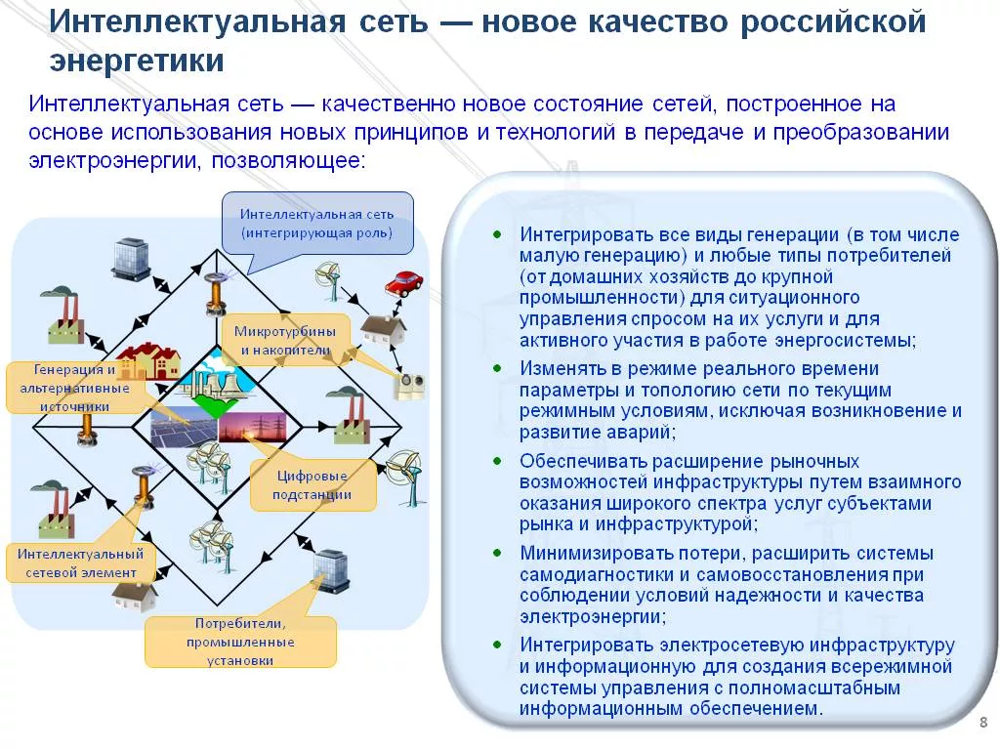 Интеллектуальная сеть — новое качество российской
энергетики
Интеллектуальная сеть — качественно новое состояние сетей, построенное на
основе использования новых принципов и технологий в передаче и преобразовании
электроэнергии, позволяющее:
Интеллектуальная сеть
(интегрирующая роль)
Микротурбины
и накопители
Генерация и
альтернативные
источники
Цифровые
подстанции
Интеллектуальный
сетевой элемент
Потребители,
промышленные
установки
• Интегрировать все виды генерации (в том числе
малую генерацию) и любые типы потребителей
(от домашних хозяйств до крупной
промышленности) для ситуационного
управления спросом на их услуги и для
активного участия в работе энергосистемы;
• Изменять в режиме реального времени
параметры и топологию сети по текущим
режимным условиям, исключая возникновение и
развитие аварий;
• Обеспечивать расширение рыночных
возможностей инфраструктуры путем взаимного
оказания широкого спектра услуг субъектами
рынка и инфраструктурой;
• Минимизировать потери, расширить системы
самодиагностики и самовосстановления при
соблюдении условий надежности и качества
электроэнергии;
• Интегрировать электросетевую инфраструктуру
и информационную для создания всережимной
системы управления с полномасштабным
информационным обеспечением.
8